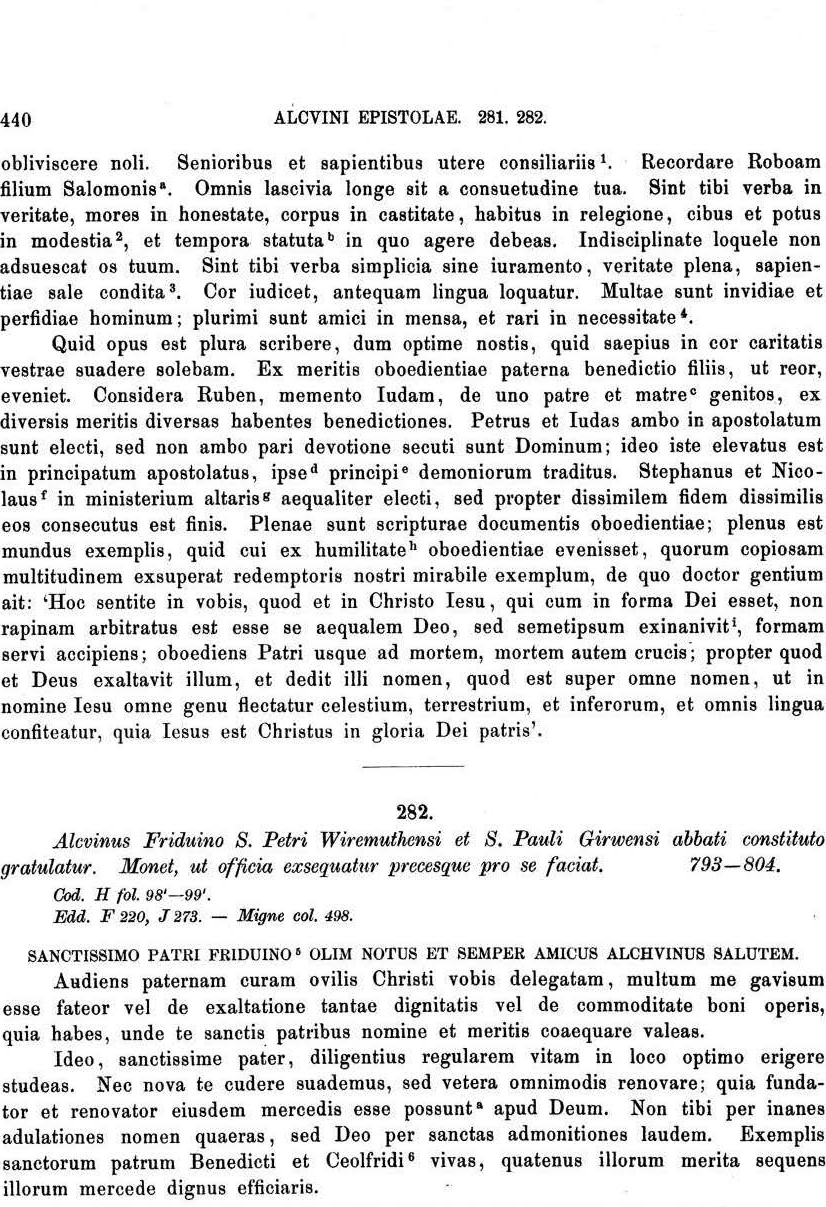 440 ALCVINI EPISTOLAE. 281. 282.
obliviscere noli. Senioribus et sapientibus utere consiliariis¹. Recordare Roboam
filium Salomonisᵃ. Omnis lascivia longe sit a consuetudine tua. Sint tibi verba in
veritate, mores in honestate, corpus in castitate, habitus in relegione, cibus et potus
in modestia², et tempora statutaᵇ in quo agere debeas. Indisciplinate loquele non
adsuescat os tuum. Sint tibi verba simplicia sine iuramento, veritate plena, sapien-
tiae sale condita³. Cor iudicet, antequam lingua loquatur. Multae sunt invidiae et
perfidiae hominum; plurimi sunt amici in mensa, et rari in necessitate⁴.
Quid opus est plura scribere, dum optime nostis, quid saepius in cor caritatis
vestrae suadere solebam. Ex meritis oboedientiae paterna benedictio filiis, ut reor,
eveniet. Considera Ruben, memento Iudam, de uno patre et matreᶜ genitos, ex
diversis meritis diversas habentes benedictiones. Petrus et Iudas ambo in apostolatum
sunt electi, sed non ambo pari devotione secuti sunt Dominum; ideo iste elevatus est
in principatum apostolatus, ipseᵈ principiᵉ demoniorum traditus. Stephanus et Nico-
lausᶠ in ministerium altarisᵍ aequaliter electi, sed propter dissimilem fidem dissimilis
eos consecutus est finis. Plenae sunt scripturae documentis oboedientiae; plenus est
mundus exemplis, quid cui ex humilitateʰ oboedientiae evenisset, quorum copiosam
multitudinem exsuperat redemptoris nostri mirabile exemplum, de quo doctor gentium
ait: ‘Hoc sentite in vobis, quod et in Christo Iesu, qui cum in forma Dei esset, non
rapinam arbitratus est esse se aequalem Deo, sed semetipsum exinanivitⁱ, formam
servi accipiens; oboediens Patri usque ad mortem, mortem autem crucis; propter quod
et Deus exaltavit illum, et dedit illi nomen, quod est super omne nomen, ut in
nomine Iesu omne genu flectatur celestium, terrestrium, et inferorum, et omnis lingua
confiteatur, quia Iesus est Christus in gloria Dei patris’.
282.
Alcvinus Friduino S. Petri Wiremuthensi et S. Pauli Girwensi abbati constituto
gratulatur. Monet, ut officia exsequatur precesque pro se faciat. 793—804.
Cod. H fol. 98'—99'.
Edd. F 220, J 273. — Migne col. 498.
SANCTISSIMO PATRI FRIDUINO⁵ OLIM NOTUS ET SEMPER AMICUS ALCHVINUS SALUTEM.
Audiens paternam curam ovilis Christi vobis delegatam, multum me gavisum
esse fateor vel de exaltatione tantae dignitatis vel de commoditate boni operis,
quia habes, unde te sanctis patribus nomine et meritis coaequare valeas.
Ideo, sanctissime pater, diligentius regularem vitam in loco optimo erigere
studeas. Nec nova te cudere suademus, sed vetera omnimodis renovare; quia funda-
tor et renovator eiusdem mercedis esse possuntᵃ apud Deum. Non tibi per inanes
adulationes nomen quaeras, sed Deo per sanctas admonitiones laudem. Exemplis
sanctorum patrum Benedicti et Ceolfridi⁶ vivas, quatenus illorum merita sequens
illorum mercede dignus efficiaris.